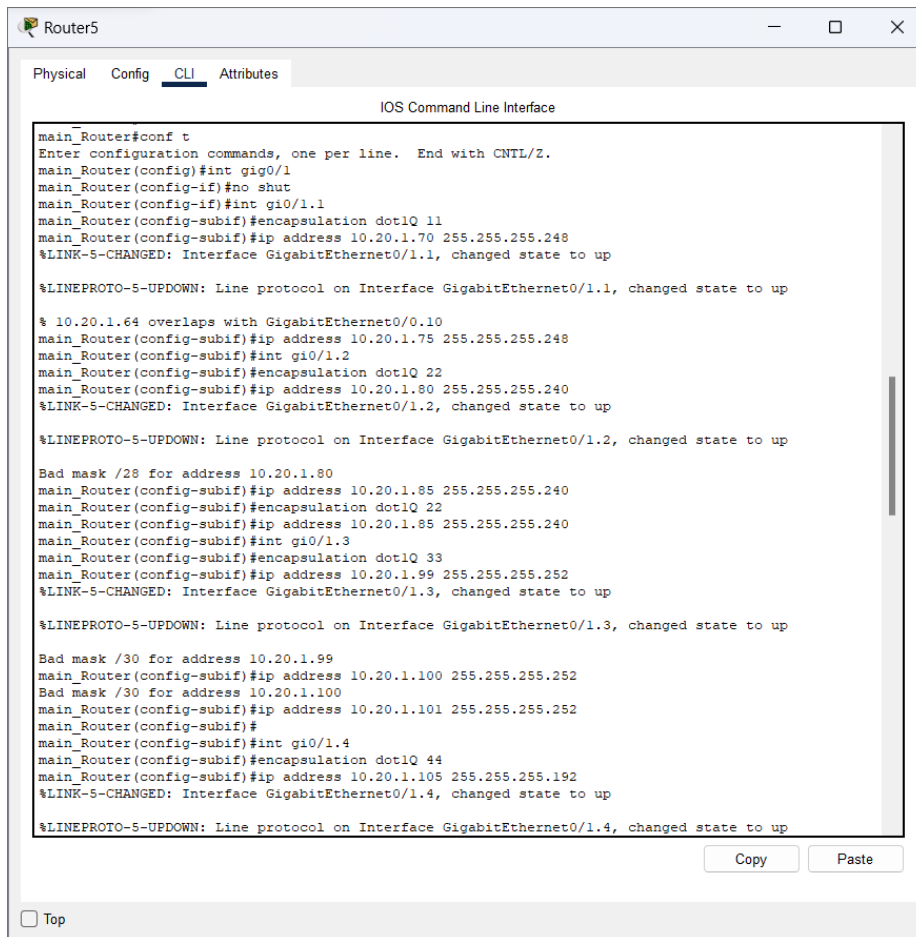 Router5
Physical Config CLI Attributes
IOS Command Line Interface
main_Router#conf t
Enter configuration commands, one per line.  End with CNTL/Z.
main_Router(config)#int gig0/1
main_Router(config-if)#no shut
main_Router(config-if)#int gi0/1.1
main_Router(config-subif)#encapsulation dot1Q 11
main_Router(config-subif)#ip address 10.20.1.70 255.255.255.248
%LINK-5-CHANGED: Interface GigabitEthernet0/1.1, changed state to up
%LINEPROTO-5-UPDOWN: Line protocol on Interface GigabitEthernet0/1.1, changed state to up
% 10.20.1.64 overlaps with GigabitEthernet0/0.10
main_Router(config-subif)#ip address 10.20.1.75 255.255.255.248
main_Router(config-subif)#int gi0/1.2
main_Router(config-subif)#encapsulation dot1Q 22
main_Router(config-subif)#ip address 10.20.1.80 255.255.255.240
%LINK-5-CHANGED: Interface GigabitEthernet0/1.2, changed state to up
%LINEPROTO-5-UPDOWN: Line protocol on Interface GigabitEthernet0/1.2, changed state to up
Bad mask /28 for address 10.20.1.80
main_Router(config-subif)#ip address 10.20.1.85 255.255.255.240
main_Router(config-subif)#encapsulation dot1Q 22
main_Router(config-subif)#ip address 10.20.1.85 255.255.255.240
main_Router(config-subif)#int gi0/1.3
main_Router(config-subif)#encapsulation dot1Q 33
main_Router(config-subif)#ip address 10.20.1.99 255.255.255.252
%LINK-5-CHANGED: Interface GigabitEthernet0/1.3, changed state to up
%LINEPROTO-5-UPDOWN: Line protocol on Interface GigabitEthernet0/1.3, changed state to up
Bad mask /30 for address 10.20.1.99
main_Router(config-subif)#ip address 10.20.1.100 255.255.255.252
Bad mask /30 for address 10.20.1.100
main_Router(config-subif)#ip address 10.20.1.101 255.255.255.252
main_Router(config-subif)#
main_Router(config-subif)#int gi0/1.4
main_Router(config-subif)#encapsulation dot1Q 44
main_Router(config-subif)#ip address 10.20.1.105 255.255.255.192
%LINK-5-CHANGED: Interface GigabitEthernet0/1.4, changed state to up
%LINEPROTO-5-UPDOWN: Line protocol on Interface GigabitEthernet0/1.4, changed state to up
Copy Paste
Top